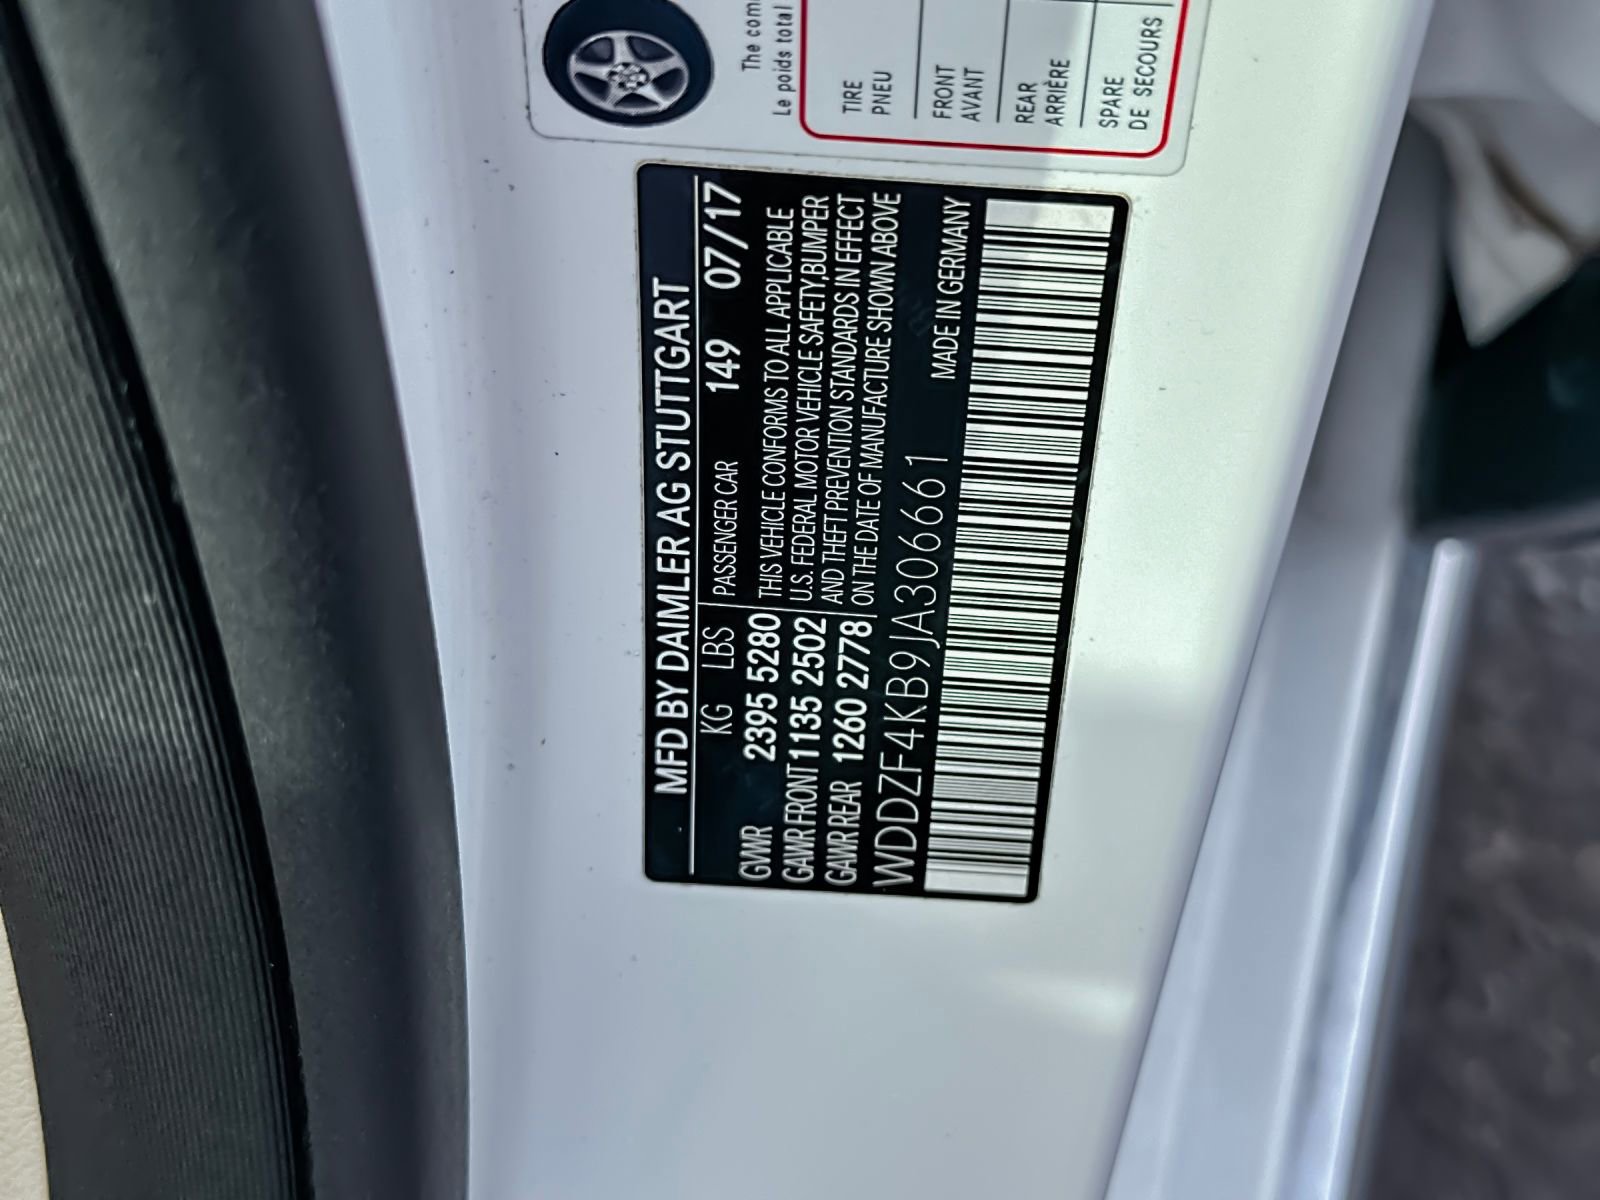 The
Le poids total
TIRE
PNEU
FRONT
AVANT
REAR
ARRIÈRE
SPARE
DE SECOURS
MFD BY DAIMLER AG STUTTGART
KG LBS PASSENGER CAR 149 07/17
GVWR 2395 5280 THIS VEHICLE CONFORMS TO ALL APPLICABLE
GAWR FRONT 1135 2502 U.S. FEDERAL MOTOR VEHICLE SAFETY,BUMPER
GAWR REAR 1260 2778 AND THEFT PREVENTION STANDARDS IN EFFECT
ON THE DATE OF MANUFACTURE SHOWN ABOVE
WDDZF4KB9JA306661 MADE IN GERMANY